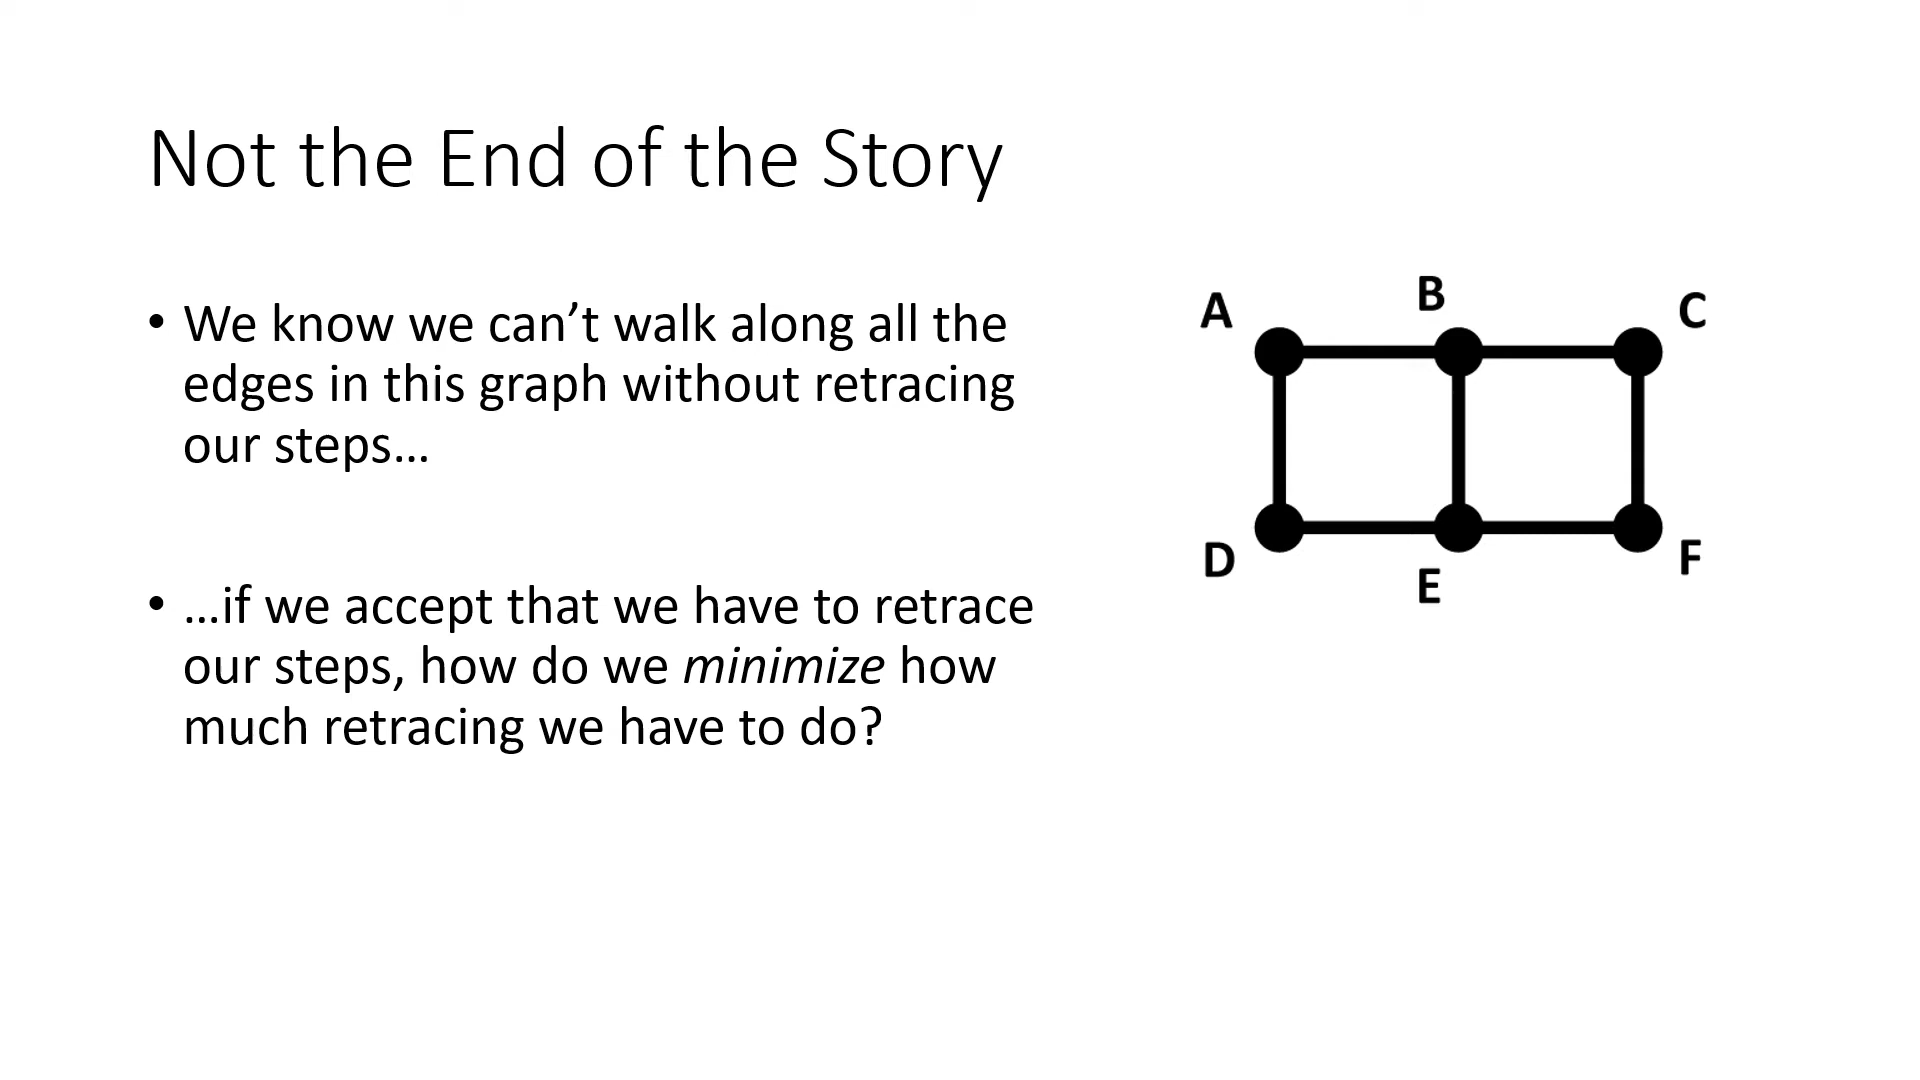 Not the End of the Story
• We know we can’t walk along all the
edges in this graph without retracing
our steps…
• …if we accept that we have to retrace
our steps, how do we minimize how
much retracing we have to do?
A
B
C
D
E
F